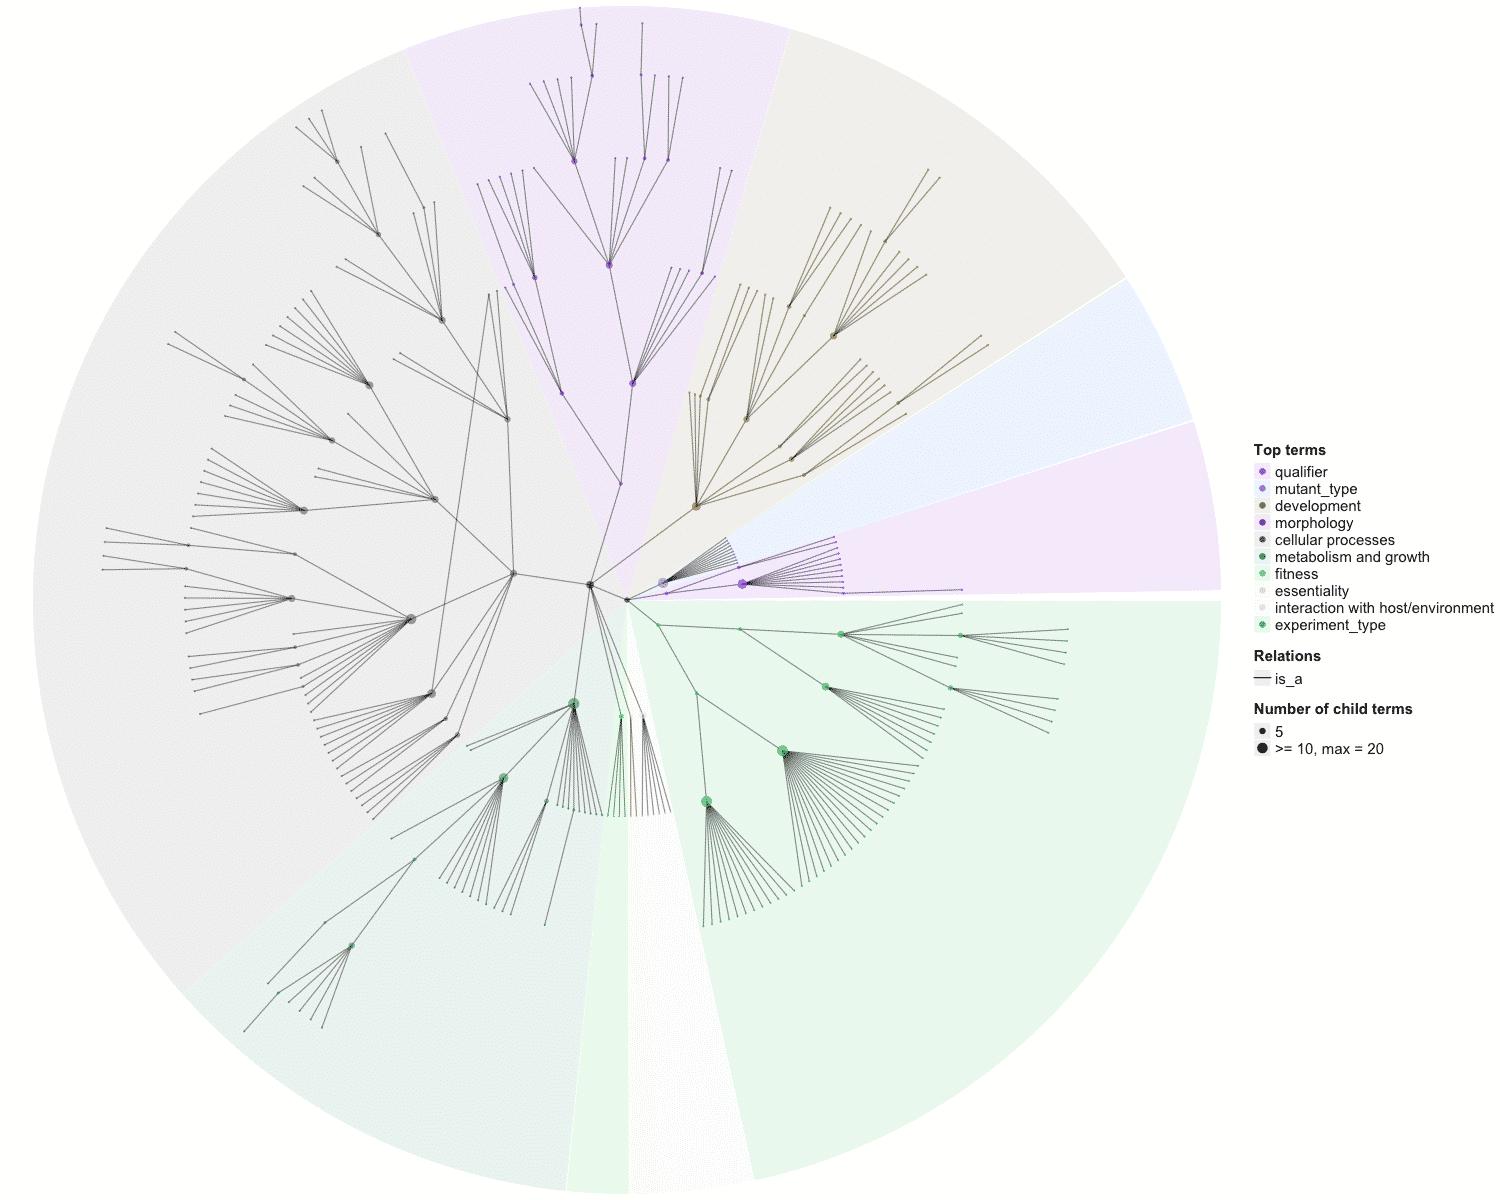 Top terms
qualifier
mutant_type
development
morphology
cellular processes
metabolism and growth
fitness
essentiality
interaction with host/environment
experiment_type
Relations
is_a
Number of child terms
5
>= 10, max = 20